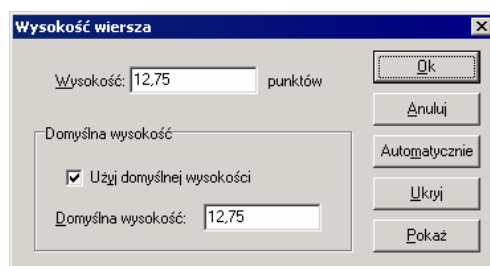 Wysokość wiersza
Wysokość: 12,75 punktów
Ok
Anuluj
Domyślna wysokość
Automatycznie
Użyj domyślnej wysokości
Ukryj
Domyślna wysokość: 12,75
Pokaż